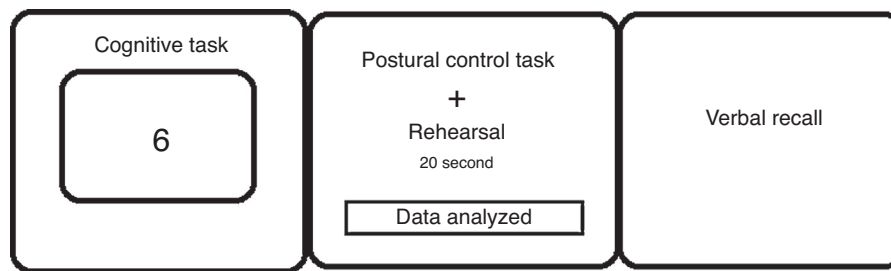 Cognitive task
6
Postural control task
+
Rehearsal
20 second
Data analyzed
Verbal recall